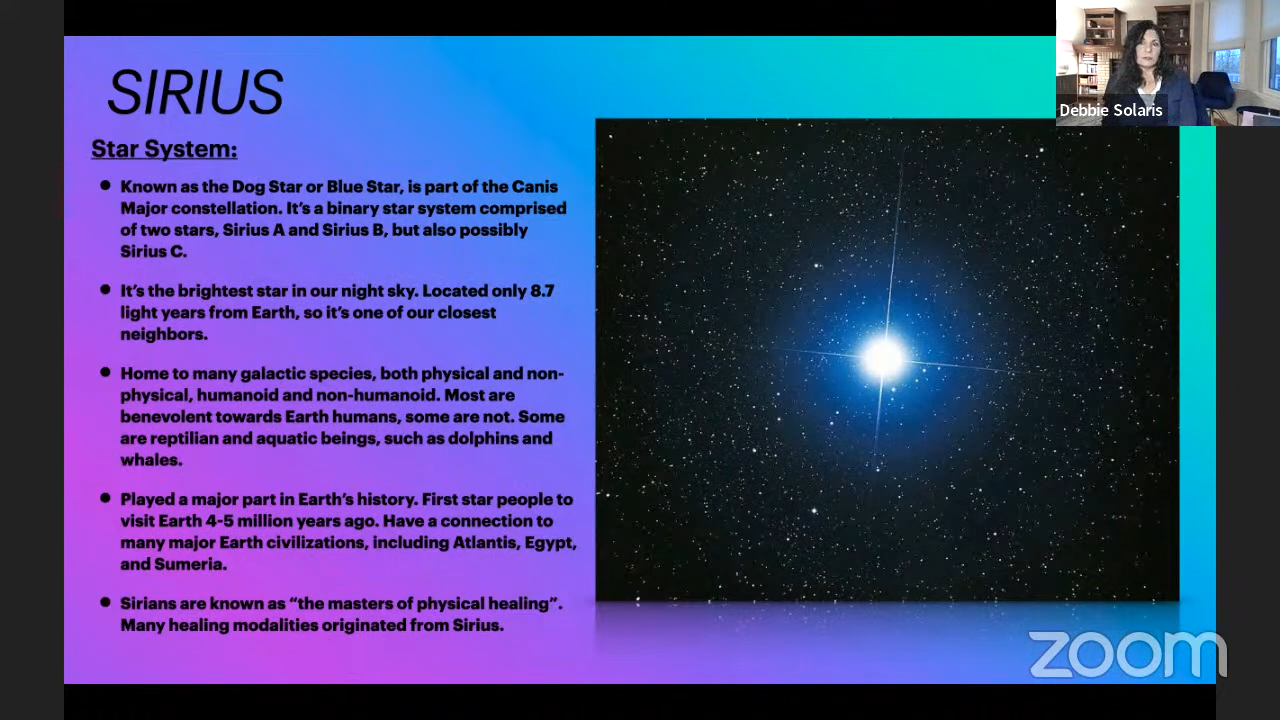 Debbie Solaris
SIRIUS
Star System:
● Known as the Dog Star or Blue Star, is part of the Canis
Major constellation. It's a binary star system comprised
of two stars, Sirius A and Sirius B, but also possibly
Sirius C.
● It's the brightest star in our night sky. Located only 8.7
light years from Earth, so it's one of our closest
neighbors.
● Home to many galactic species, both physical and non-
physical, humanoid and non-humanoid. Most are
benevolent towards Earth humans, some are not. Some
are reptilian and aquatic beings, such as dolphins and
whales.
● Played a major part in Earth's history. First star people to
visit Earth 4-5 million years ago. Have a connection to
many major Earth civilizations, including Atlantis, Egypt,
and Sumeria.
● Sirians are known as “the masters of physical healing”.
Many healing modalities originated from Sirius.
zoom